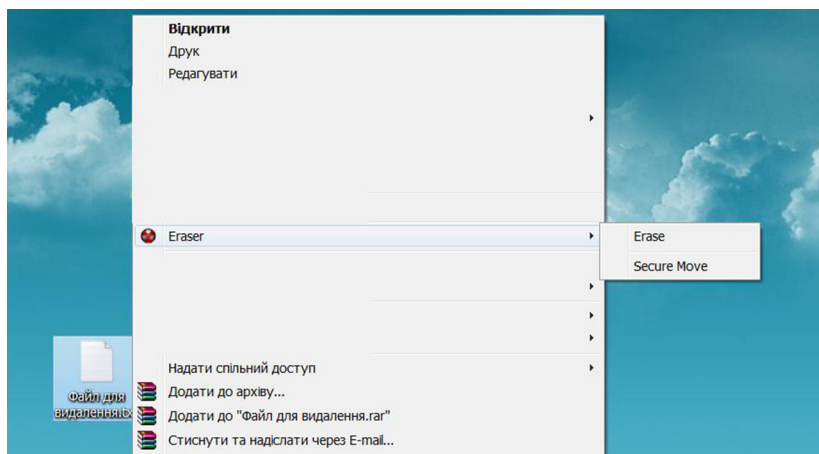 Відкрити
Друк
Редагувати
Eraser
Erase
Secure Move
Надати спільний доступ
Додати до архіву...
Додати до "Файл для видалення.rar"
Стиснути та надіслати через E-mail...
Файл для
видалення.tx